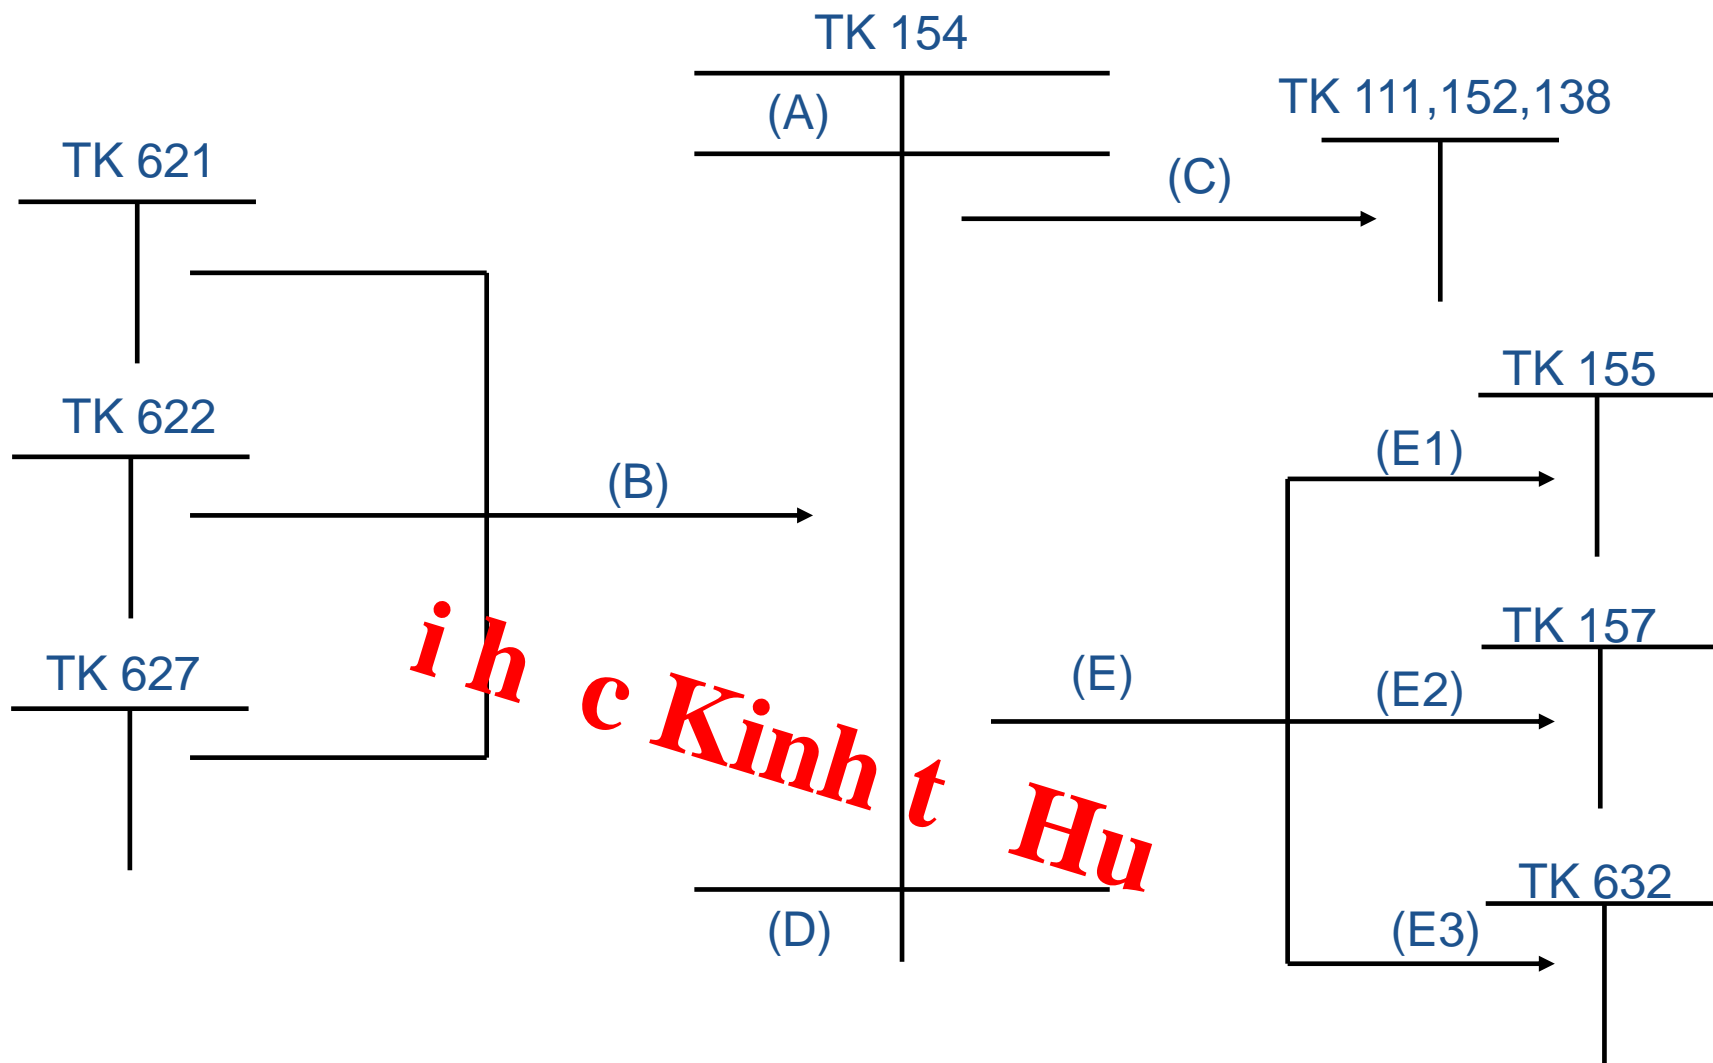 TK 154
TK 111,152,138
(A)
TK 621
(C)
TK 155
TK 622
(E1)
(B)
TK 157
TK 627
(E)
(E2)
i h c Kinh t Hu
TK 632
(D)
(E3)